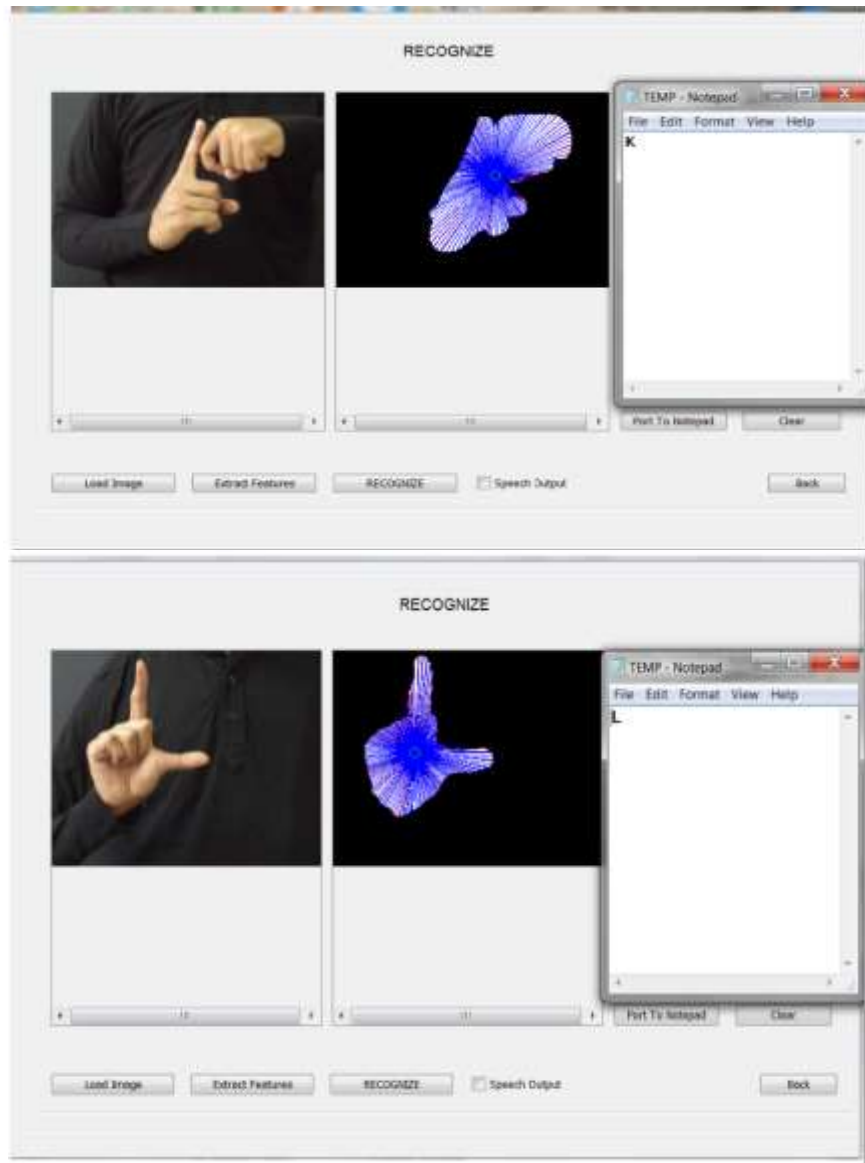 RECOGNIZE
TEMP - Notepad
File Edit Format View Help
K
Port To Notepad Clear
Load Image Extract Features RECOGNIZE Speech Output Back
RECOGNIZE
TEMP - Notepad
File Edit Format View Help
L
Port To Notepad Clear
Load Image Extract Features RECOGNIZE Speech Output Back